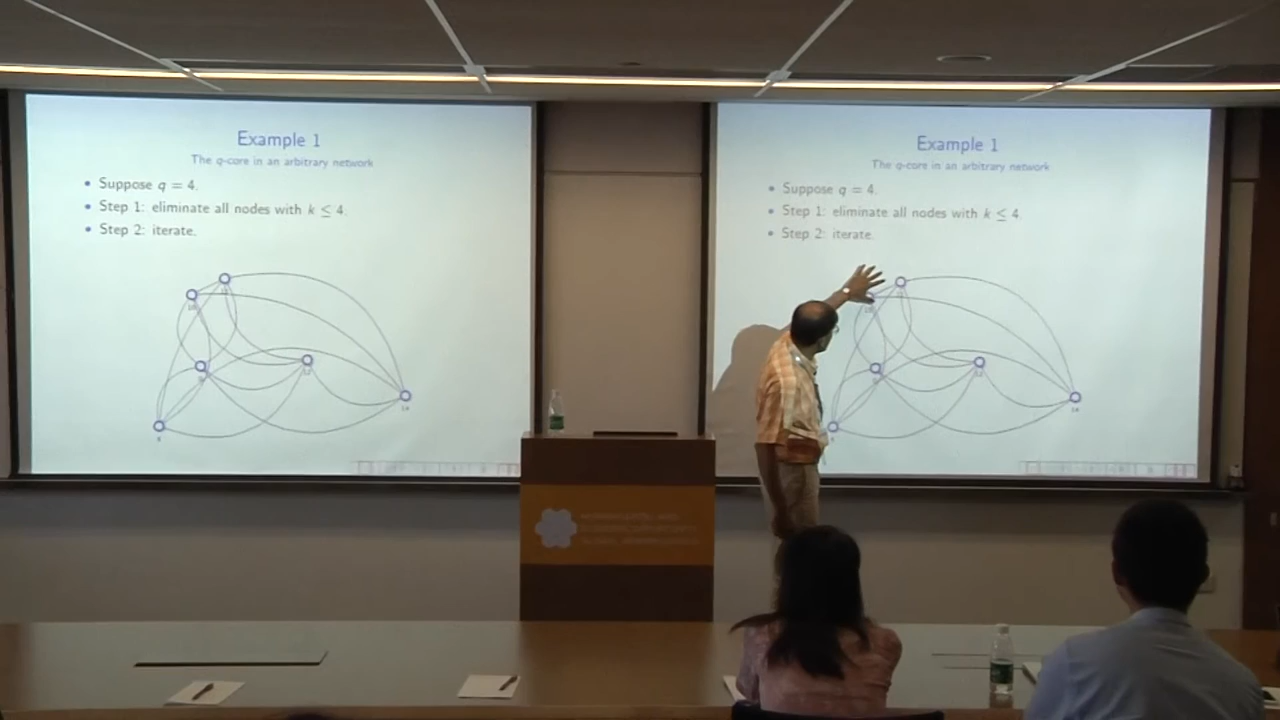 Example 1
The q-core in an arbitrary network
• Suppose q = 4.
• Step 1: eliminate all nodes with k ≤ 4.
• Step 2: iterate.
Example 1
The q-core in an arbitrary network
• Suppose q = 4.
• Step 1: eliminate all nodes with k ≤ 4.
• Step 2: iterate.